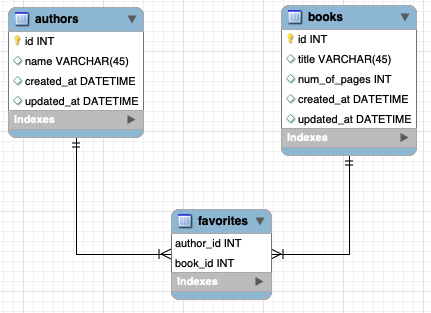 authors
id INT
name VARCHAR(45)
created_at DATETIME
updated_at DATETIME
Indexes
books
id INT
title VARCHAR(45)
num_of_pages INT
created_at DATETIME
updated_at DATETIME
Indexes
favorites
author_id INT
book_id INT
Indexes